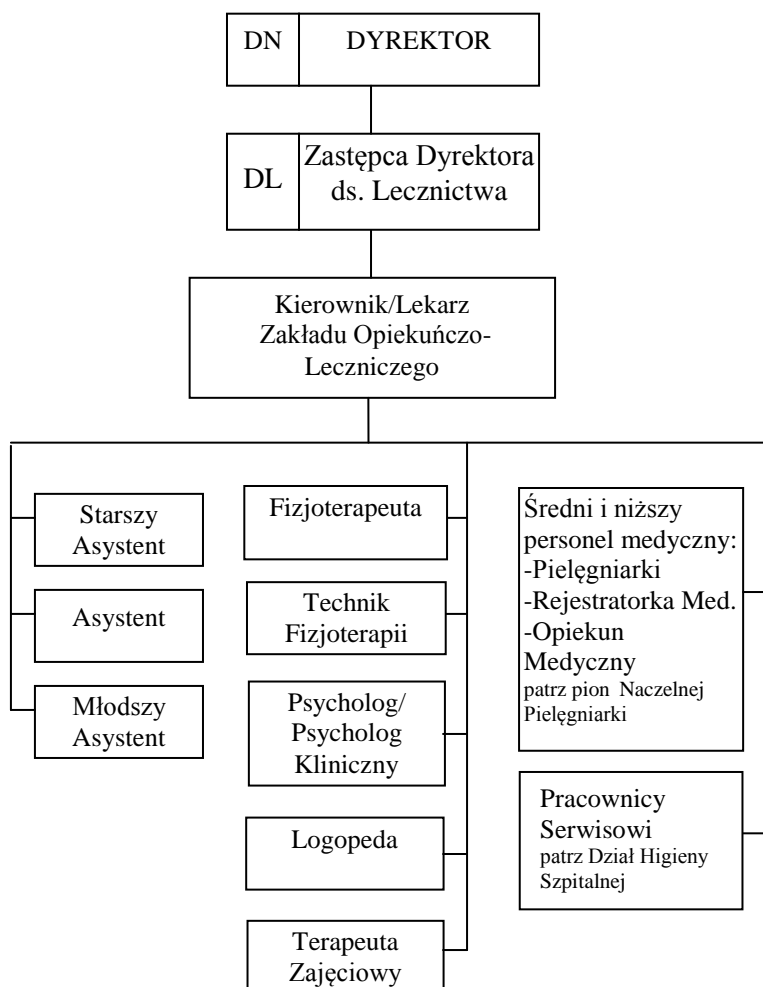 DN DYREKTOR
DL
Zastępca Dyrektora
ds. Lecznictwa
Kierownik/Lekarz
Zakładu Opiekuńczo-
Leczniczego
Starszy
Asystent
Asystent
Młodszy
Asystent
Fizjoterapeuta
Technik
Fizjoterapii
Psycholog/
Psycholog
Kliniczny
Logopeda
Terapeuta
Zajęciowy
Średni i niższy
personel medyczny:
-Pielęgniarki
-Rejestratorka Med.
-Opiekun
Medyczny
patrz pion Naczelnej
Pielęgniarki
Pracownicy
Serwisowi
patrz Dział Higieny
Szpitalnej